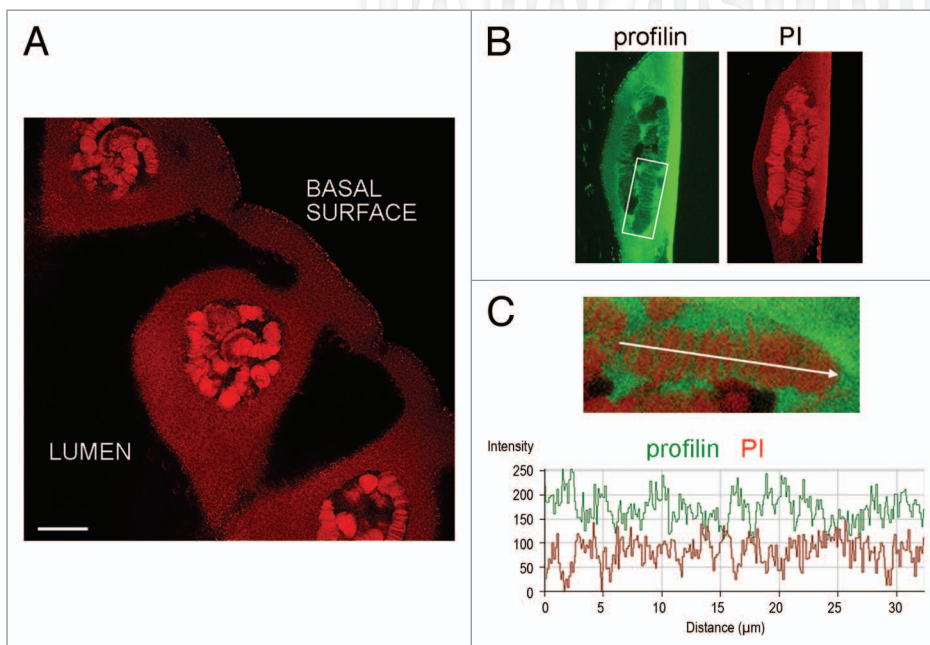 A
BASAL
SURFACE
LUMEN
B
profilin PI
C
Intensity profilin PI
250
200
150
100
50
0
0 5 10 15 20 25 30
Distance (µm)